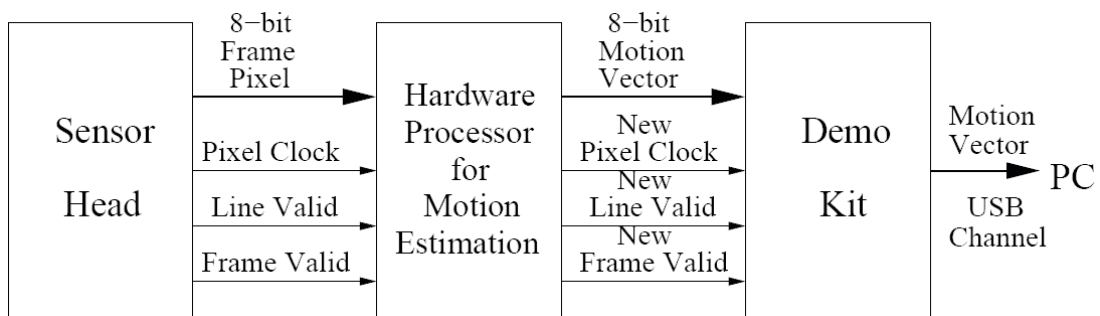 Sensor
Head
8−bit
Frame
Pixel
Pixel Clock
Line Valid
Frame Valid
Hardware
Processor
for
Motion
Estimation
8−bit
Motion
Vector
New
Pixel Clock
New
Line Valid
New
Frame Valid
Demo
Kit
Motion
Vector
USB
Channel
PC